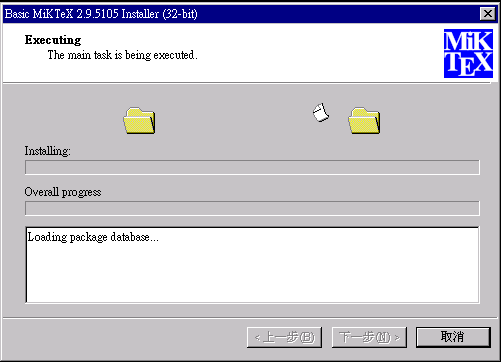 Basic MiKTeX 2.9.5105 Installer (32-bit)
Executing
The main task is being executed.
MiK
TEX
Installing:
Overall progress
Loading package database...
< 上一步(B) 下一步(N) > 取消